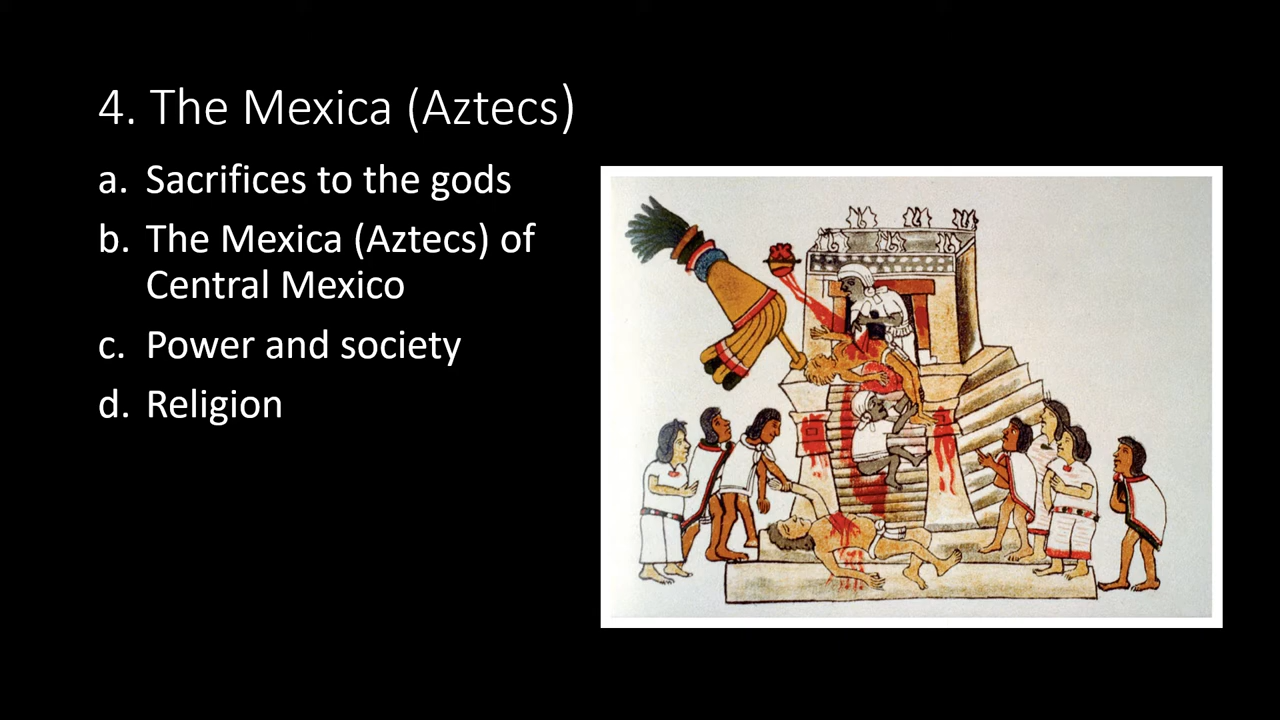 4. The Mexica (Aztecs)
a. Sacrifices to the gods
b. The Mexica (Aztecs) of
Central Mexico
c. Power and society
d. Religion